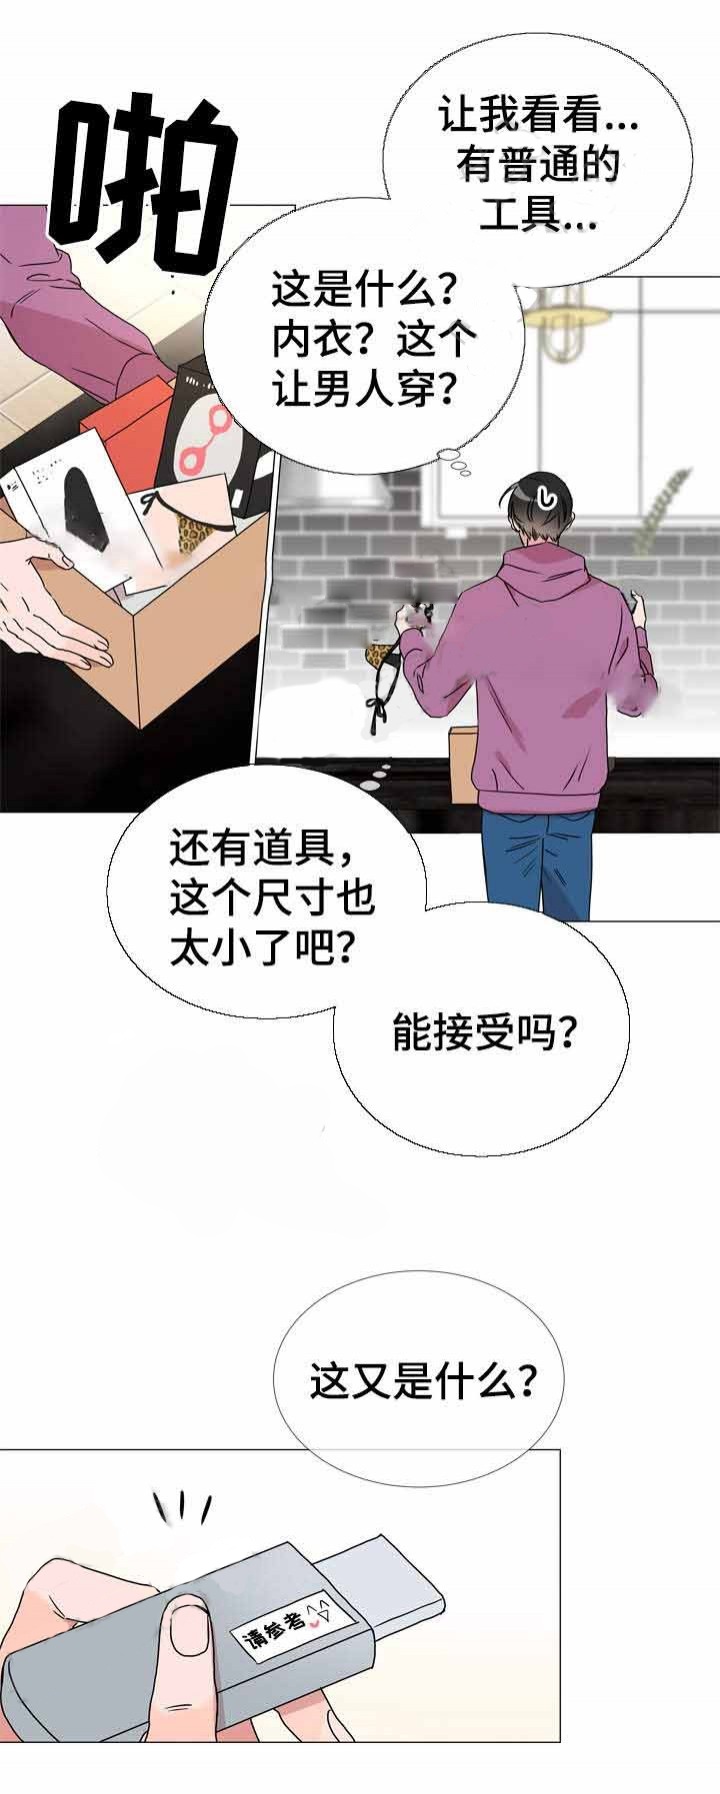 啪
让我看看...
有普通的
工具...
这是什么？
内衣？这个
让男人穿？
还有道具，
这个尺寸也
太小了吧？
能接受吗？
这又是什么？
请参考